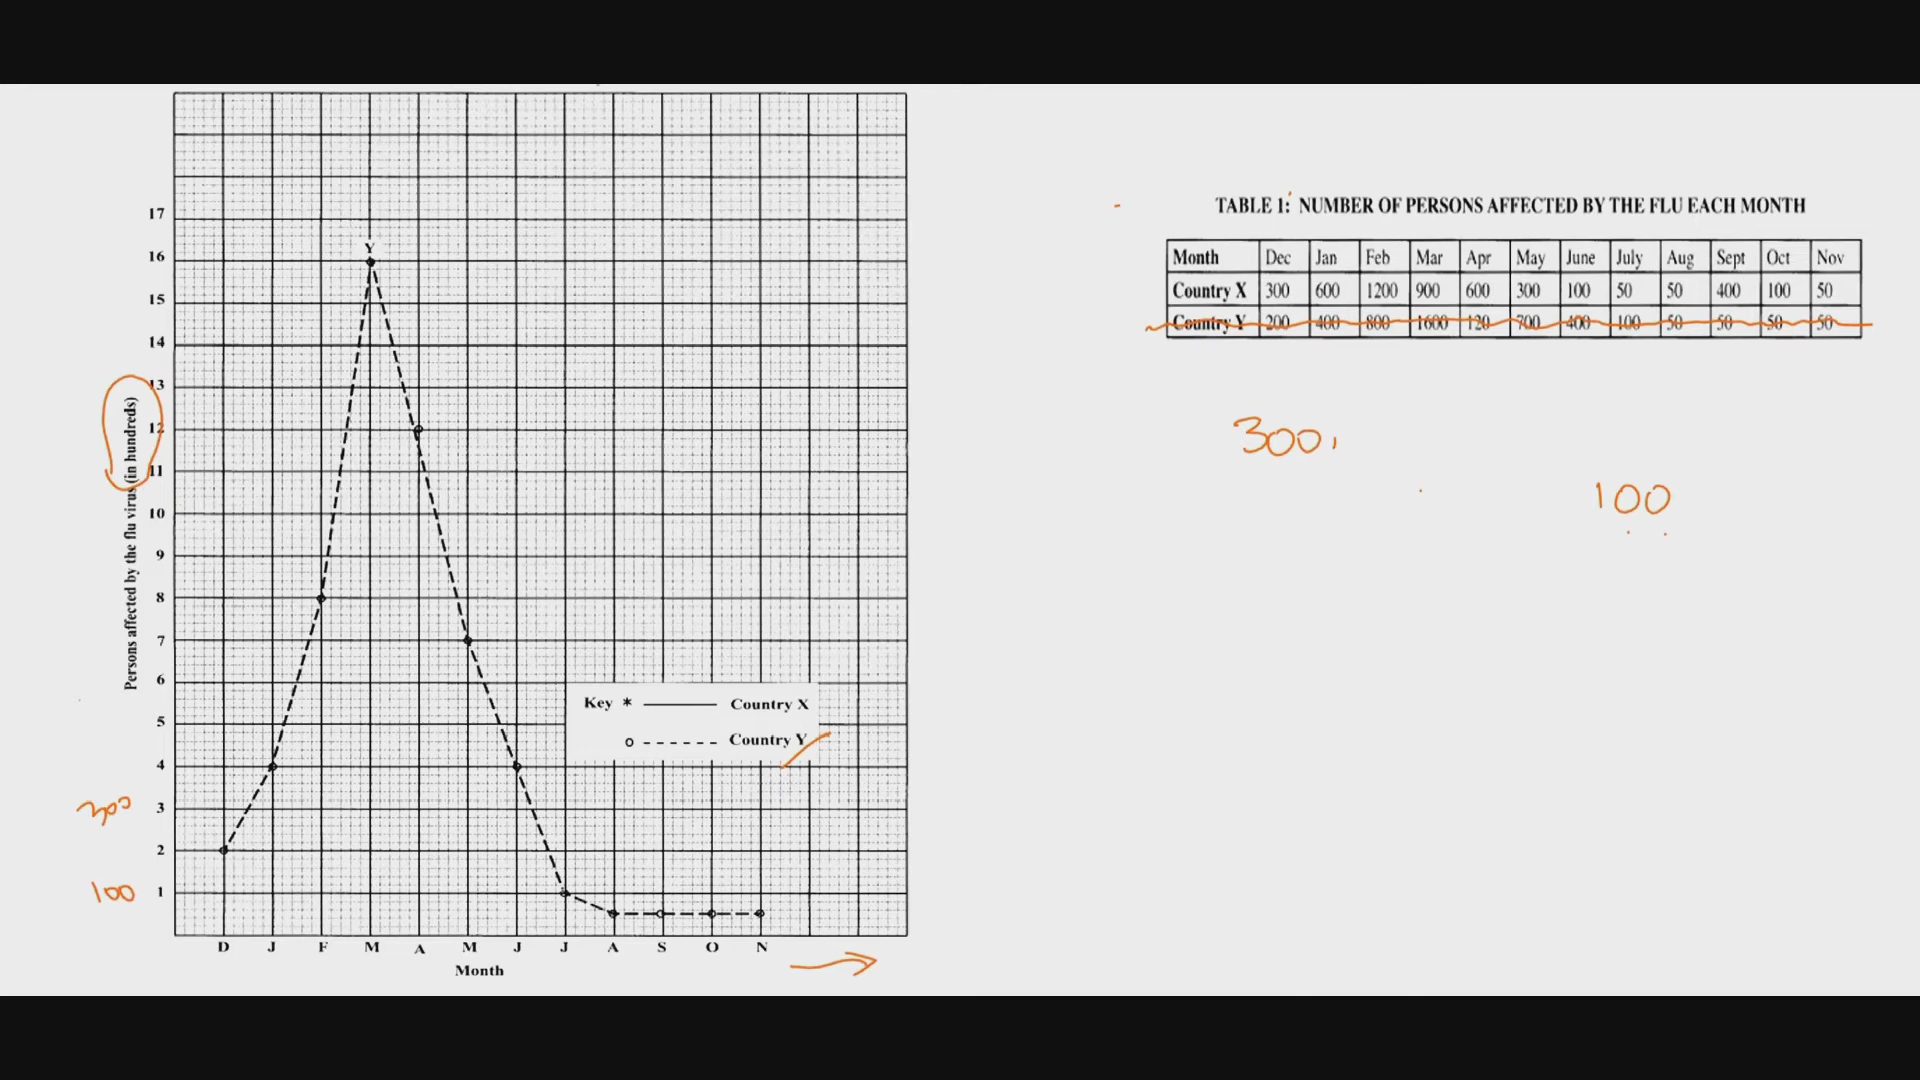 17
Y
16
15
14
13
12
11
10
9
8
7
6
5
4
3
2
1
Persons affected by the flu virus (in hundreds)
300
100
Key * Country X
o Country Y
D J F M A M J J A S O N
Month
TABLE 1: NUMBER OF PERSONS AFFECTED BY THE FLU EACH MONTH
Month Dec Jan Feb Mar Apr May June July Aug Sept Oct Nov
Country X 300 600 1200 900 600 300 100 50 50 400 100 50
Country Y 200 400 800 1600 120 700 400 100 50 50 50 50
300,
100